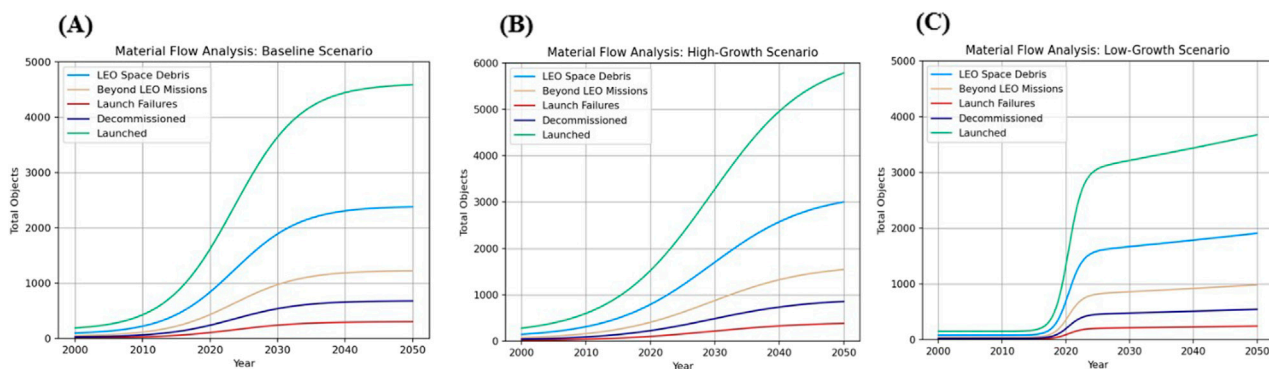 (A)
Material Flow Analysis: Baseline Scenario
5000
4000
3000
2000
1000
0
Total Objects
LEO Space Debris
Beyond LEO Missions
Launch Failures
Decommissioned
Launched
2000 2010 2020 2030 2040 2050
Year
(B)
Material Flow Analysis: High-Growth Scenario
6000
5000
4000
3000
2000
1000
0
Total Objects
LEO Space Debris
Beyond LEO Missions
Launch Failures
Decommissioned
Launched
2000 2010 2020 2030 2040 2050
Year
(C)
Material Flow Analysis: Low-Growth Scenario
5000
4000
3000
2000
1000
0
Total Objects
LEO Space Debris
Beyond LEO Missions
Launch Failures
Decommissioned
Launched
2000 2010 2020 2030 2040 2050
Year